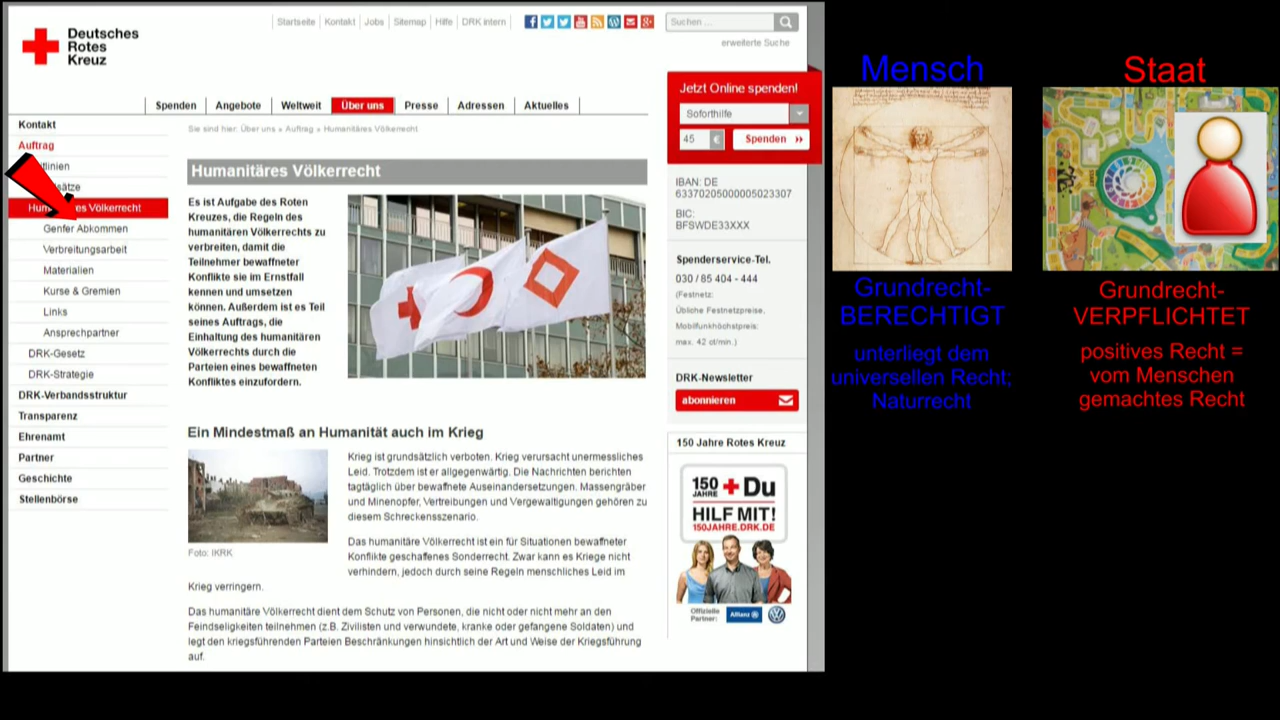 Deutsches
Rotes
Kreuz
Startseite
Kontakt
Jobs
Sitemap
Hilfe
DRK intern
Suchen ...
erweiterte Suche
Spenden
Angebote
Weltweit
Über uns
Presse
Adressen
Aktuelles
Kontakt
Auftrag
Humanitäres Völkerrecht
Genfer Abkommen
Verbreitungsarbeit
Materialien
Kurse & Gremien
Links
Ansprechpartner
DRK-Gesetz
DRK-Strategie
DRK-Verbandsstruktur
Transparenz
Ehrenamt
Partner
Geschichte
Stellenbörse
Sie sind hier: Über uns » Auftrag » Humanitäres Völkerrecht
Humanitäres Völkerrecht
Es ist Aufgabe des Roten
Kreuzes, die Regeln des
humanitären Völkerrechts zu
verbreiten, damit die
Teilnehmer bewaffneter
Konflikte sie im Ernstfall
kennen und umsetzen
können. Außerdem ist es Teil
seines Auftrags, die
Einhaltung des humanitären
Völkerrechts durch die
Parteien eines bewaffneten
Konfliktes einzufordern.
Ein Mindestmaß an Humanität auch im Krieg
Krieg ist grundsätzlich verboten. Krieg verursacht unermessliches
Leid. Trotzdem ist er allgegenwärtig. Die Nachrichten berichten
tagtäglich über bewafnete Auseinandersetzungen. Massengräber
und Minenopfer, Vertreibungen und Vergewaltigungen gehören zu
diesem Schreckensszenario.
Foto: IKRK
Das humanitäre Völkerrecht ist ein für Situationen bewaffneter
Konflikte geschaffenes Sonderrecht. Zwar kann es Kriege nicht
verhindern, jedoch durch seine Regeln menschliches Leid im
Krieg verringern.
Das humanitäre Völkerrecht dient dem Schutz von Personen, die nicht oder nicht mehr an den
Feindseligkeiten teilnehmen (z.B. Zivilisten und verwundete, kranke oder gefangene Soldaten) und
legt den kriegsführenden Parteien Beschränkungen hinsichtlich der Art und Weise der Kriegsführung
auf.
Jetzt Online spenden!
Soforthilfe
45 €
Spenden
IBAN: DE
63370205000005023307
BIC:
BFSWDE33XXX
Spenderservice-Tel.
030 / 85 404 - 444
(Festnetz:
Übliche Festnetzpreise,
Mobilfunkhöchstpreis:
max. 42 ct/min.)
DRK-Newsletter
abonnieren
150 Jahre Rotes Kreuz
150
JAHRE
Du
HILF MIT!
150JAHRE.DRK.DE
Offizielle
Partner:
Allianz
Mensch
Grundrecht-
BERECHTIGT
unterliegt dem
universellen Recht;
Naturrecht
Staat
Grundrecht-
VERPFLICHTET
positives Recht =
vom Menschen
gemachtes Recht